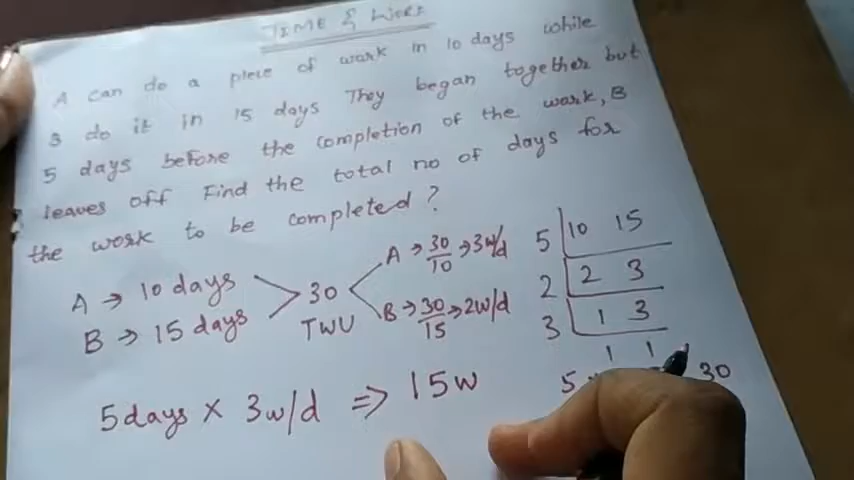 TIME & WORK
A can do a piece of work in 10 days while
B do it in 15 days They began together but
5 days before the completion of the work, B
leaves off Find the total no of days for
the work to be completed ?
A → 10 days
B → 15 days
30
TWU
A → 30/10 → 3w/d
B → 30/15 → 2w/d
5 | 10 15
2 | 2 3
3 | 1 3
1 1
5 30
5 days × 3w/d ⇒ 15w